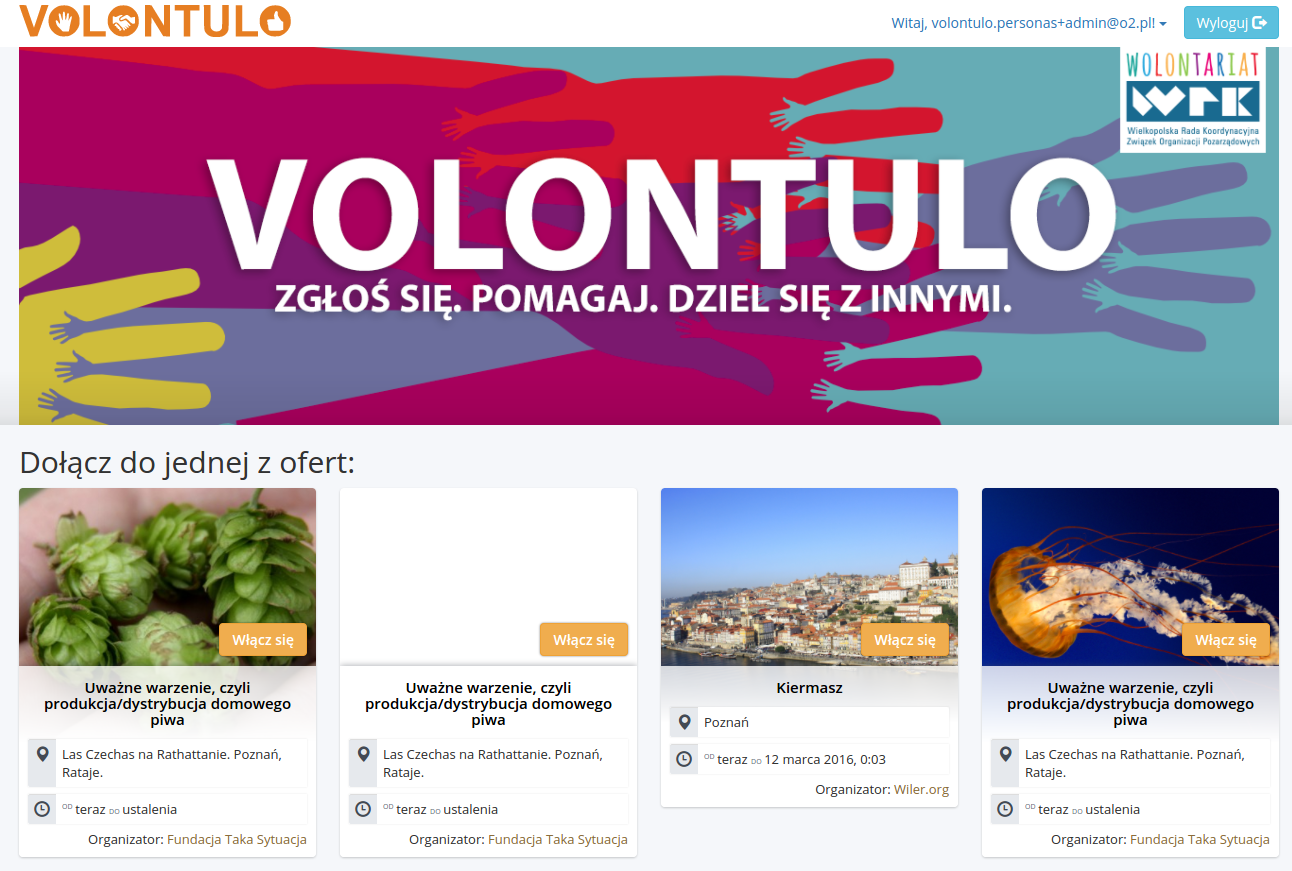 VOLONTULO
Witaj, volontulo.personas+admin@o2.pl!
Wyloguj
WOLONTARIAT
WRK
Wielkopolska Rada Koordynacyjna
Związek Organizacji Pozarządowych
VOLONTULO
ZGŁOŚ SIĘ. POMAGAJ. DZIEL SIĘ Z INNYMI.
Dołącz do jednej z ofert:
Włącz się
Uważne warzenie, czyli
produkcja/dystrybucja domowego
piwa
Las Czechas na Rathattanie. Poznań,
Rataje.
OD teraz DO ustalenia
Organizator: Fundacja Taka Sytuacja
Włącz się
Uważne warzenie, czyli
produkcja/dystrybucja domowego
piwa
Las Czechas na Rathattanie. Poznań,
Rataje.
OD teraz DO ustalenia
Organizator: Fundacja Taka Sytuacja
Włącz się
Kiermasz
Poznań
OD teraz DO 12 marca 2016, 0:03
Organizator: Wiler.org
Włącz się
Uważne warzenie, czyli
produkcja/dystrybucja domowego
piwa
Las Czechas na Rathattanie. Poznań,
Rataje.
OD teraz DO ustalenia
Organizator: Fundacja Taka Sytuacja